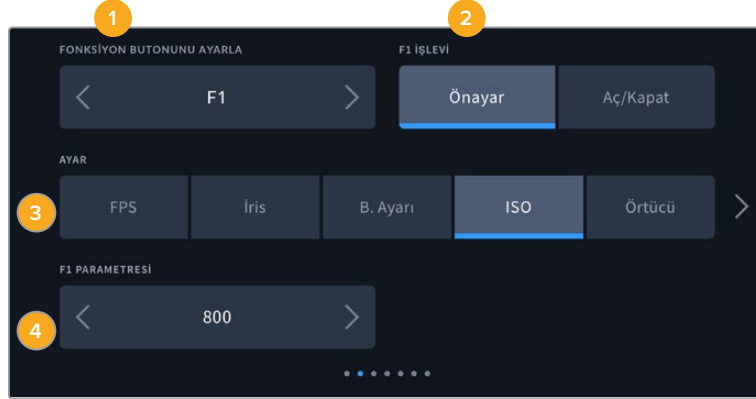 1 2
FONKSİYON BUTONUNU AYARLA F1 İŞLEVİ
F1 Önayar Aç/Kapat
AYAR
3 FPS İris B. Ayarı ISO Örtücü
F1 PARAMETRESİ
4 800